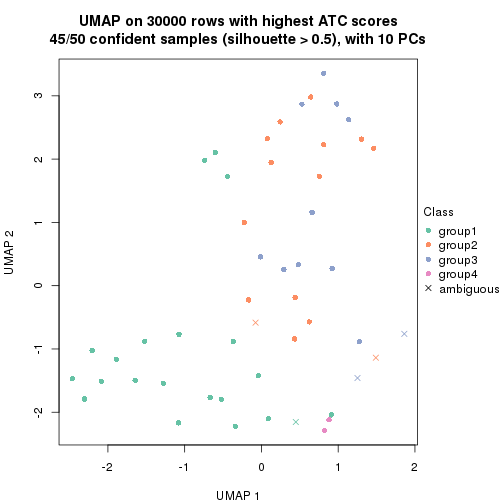 UMAP on 30000 rows with highest ATC scores
45/50 confident samples (silhouette > 0.5), with 10 PCs
3
2
1
0
-1
-2
UMAP 2
-2
-1
0
1
2
UMAP 1
Class
group1
group2
group3
group4
ambiguous